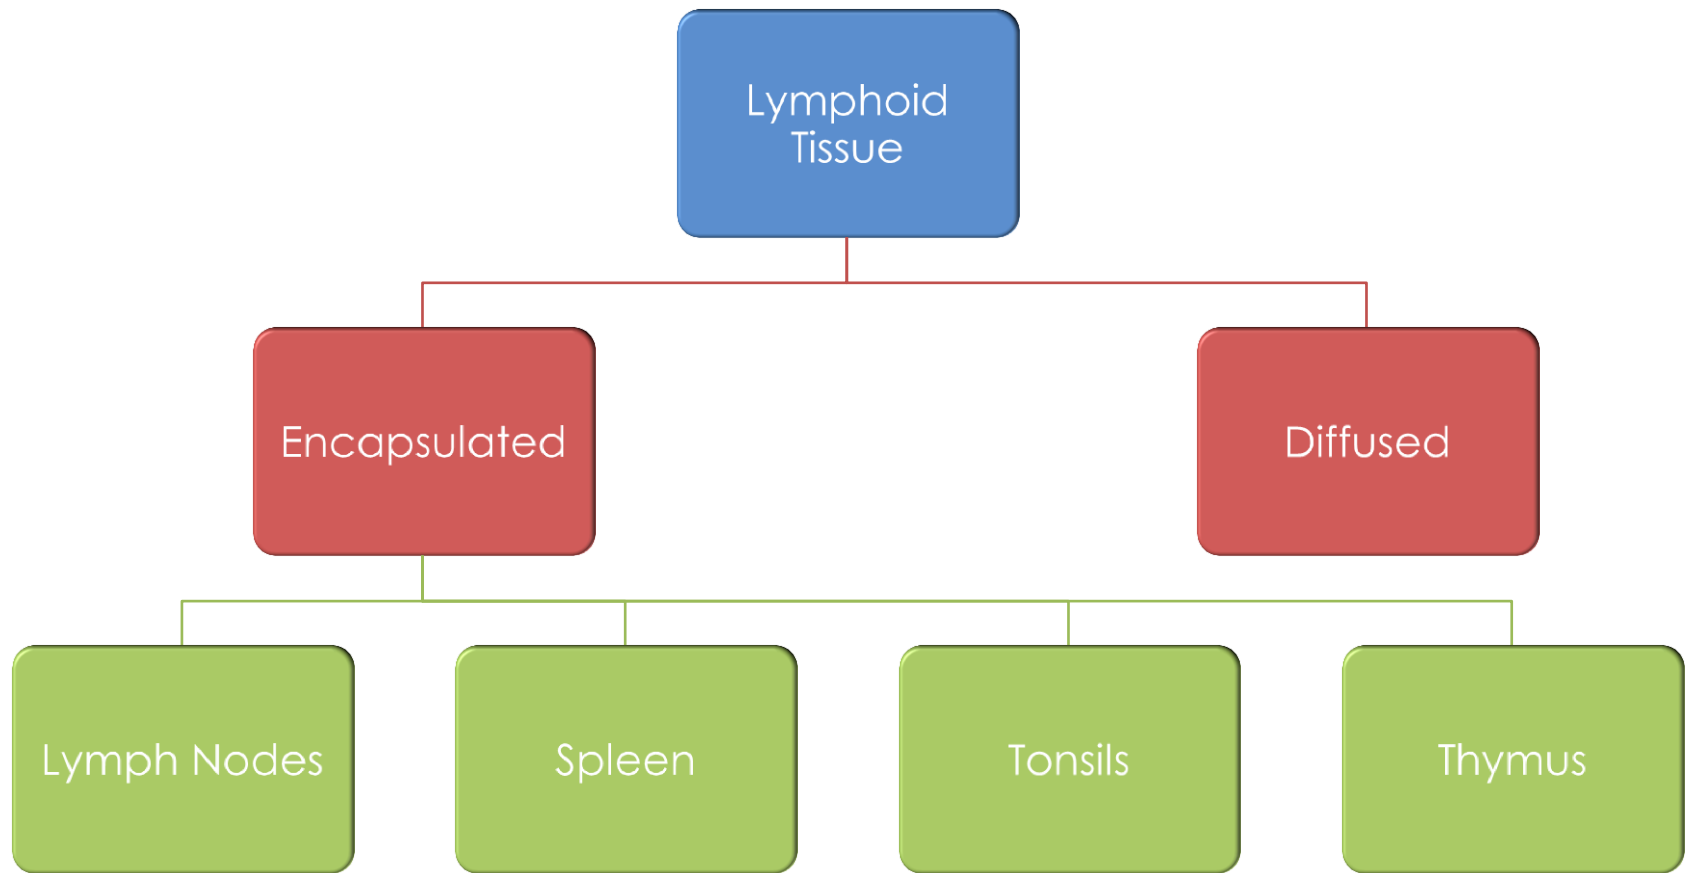 Lymphoid
Tissue
Encapsulated
Diffused
Lymph Nodes
Spleen
Tonsils
Thymus